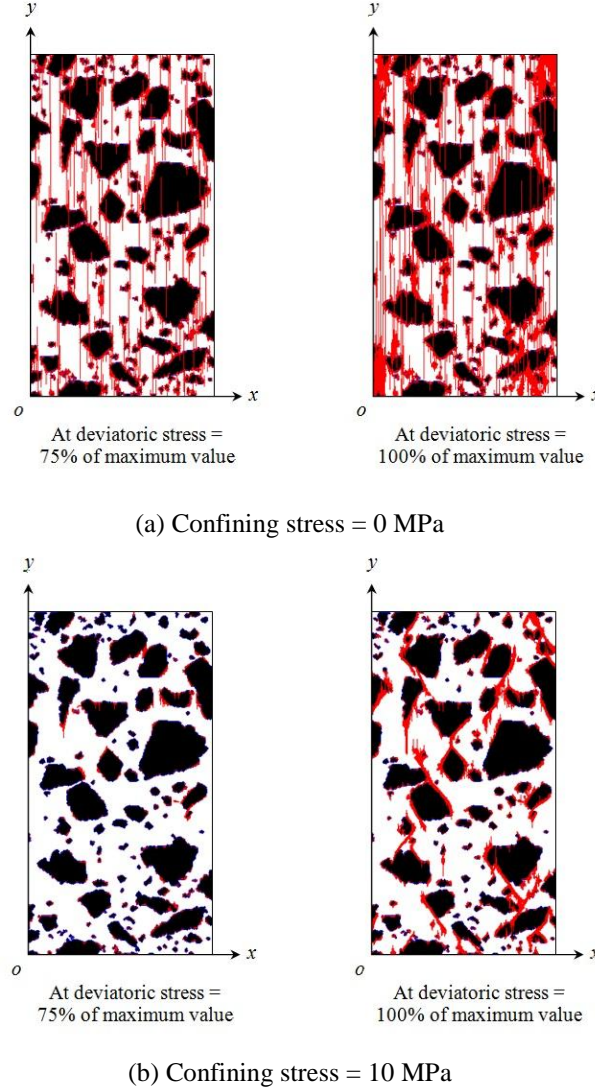 y y
o x o x
At deviatoric stress = At deviatoric stress =
75% of maximum value 100% of maximum value
(a) Confining stress = 0 MPa
y y
o x o x
At deviatoric stress = At deviatoric stress =
75% of maximum value 100% of maximum value
(b) Confining stress = 10 MPa